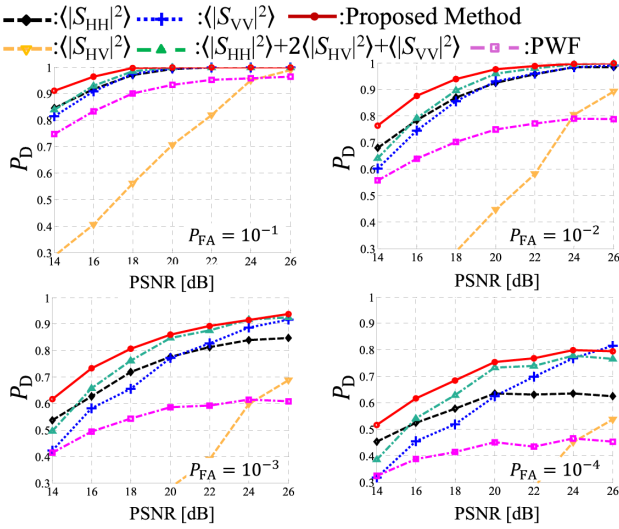 :⟨|S_HH|²⟩ :⟨|S_VV|²⟩ :Proposed Method
:⟨|S_HV|²⟩ :⟨|S_HH|²⟩+2⟨|S_HV|²⟩+⟨|S_VV|²⟩ :PWF
P_D
1
0.9
0.8
0.7
0.6
0.5
0.4
0.3
P_FA = 10⁻¹
14 16 18 20 22 24 26
PSNR [dB]
P_D
1
0.9
0.8
0.7
0.6
0.5
0.4
0.3
P_FA = 10⁻²
14 16 18 20 22 24 26
PSNR [dB]
P_D
1
0.9
0.8
0.7
0.6
0.5
0.4
0.3
P_FA = 10⁻³
14 16 18 20 22 24 26
PSNR [dB]
P_D
1
0.9
0.8
0.7
0.6
0.5
0.4
0.3
P_FA = 10⁻⁴
14 16 18 20 22 24 26
PSNR [dB]